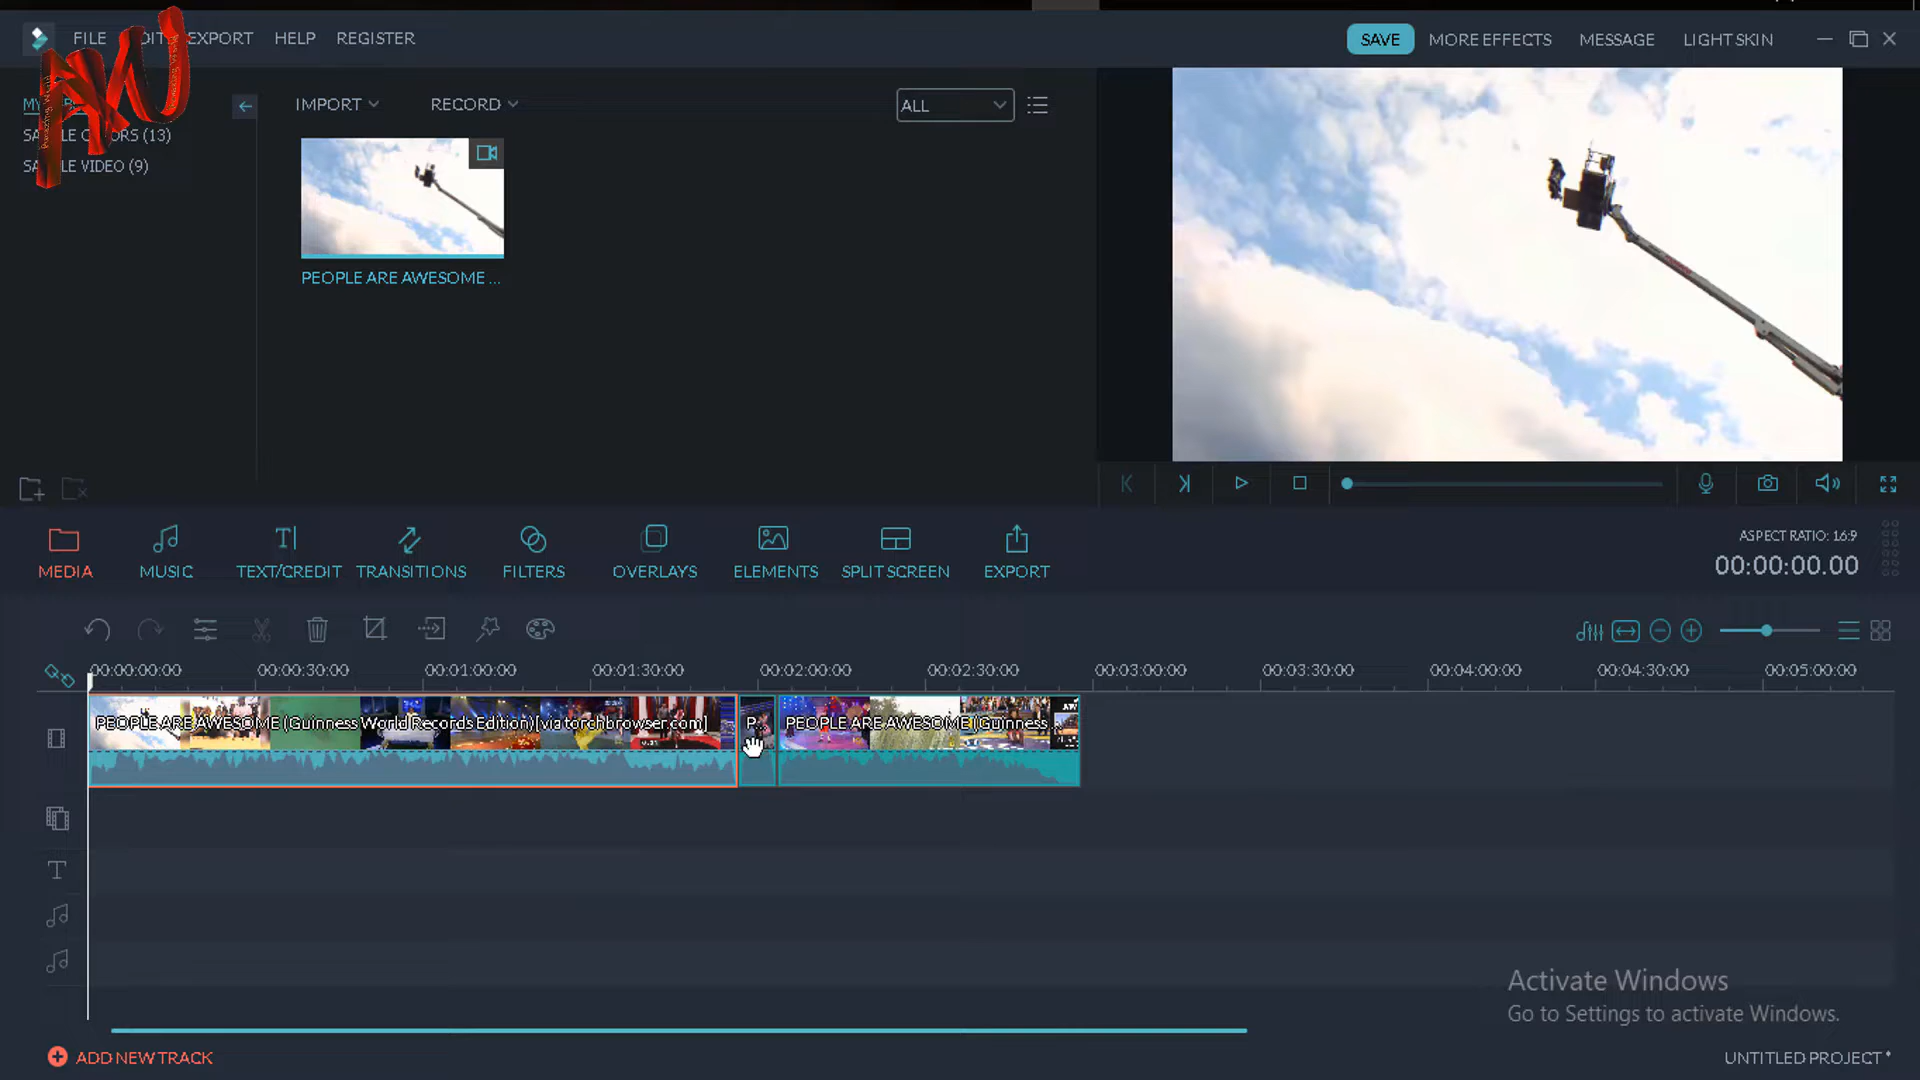 FILE EXPORT HELP REGISTER
SAVE MORE EFFECTS MESSAGE LIGHT SKIN
IMPORT RECORD ALL
(13)
VIDEO (9)
PEOPLE ARE AWESOME ...
MEDIA MUSIC TEXT/CREDIT TRANSITIONS FILTERS OVERLAYS ELEMENTS SPLIT SCREEN EXPORT
ASPECT RATIO: 16:9
00:00:00.00
00:00:00:00 00:00:30:00 00:01:00:00 00:01:30:00 00:02:00:00 00:02:30:00 00:03:00:00 00:03:30:00 00:04:00:00 00:04:30:00 00:05:00:00
PEOPLE ARE AWESOME (Guinness World Records Edition)[via torchbrowser.com] P... PEOPLE ARE AWESOME (Guinness...
Activate Windows
Go to Settings to activate Windows.
ADD NEW TRACK
UNTITLED PROJECT *